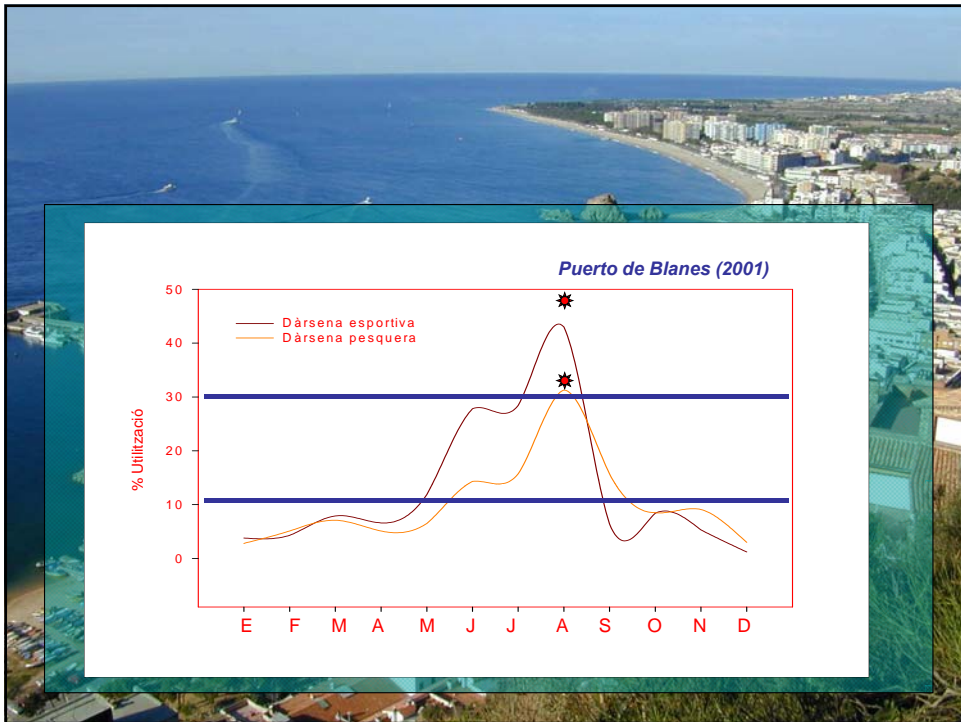 Puerto de Blanes (2001)
50
Dàrsena esportiva
Dàrsena pesquera
40
30
20
10
0
% Utilització
E F M A M J J A S O N D